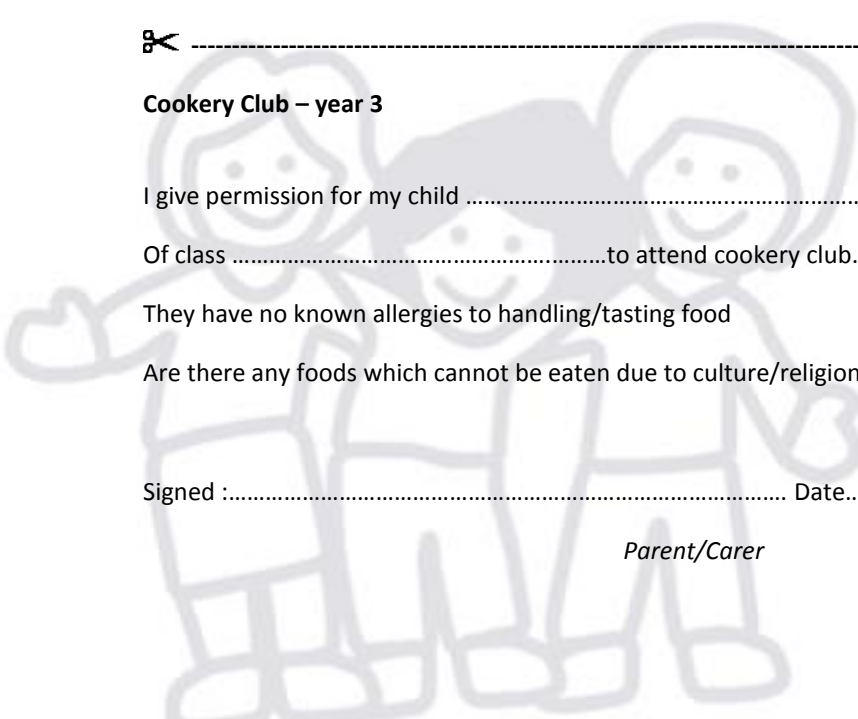 ✂ --------------------------------------------------------------------------------
Cookery Club – year 3
I give permission for my child ……………………………………..…………………
Of class …………………………………………………….to attend cookery club.
They have no known allergies to handling/tasting food
Are there any foods which cannot be eaten due to culture/religion
Signed :………………………………………………………………………………. Date..
Parent/Carer